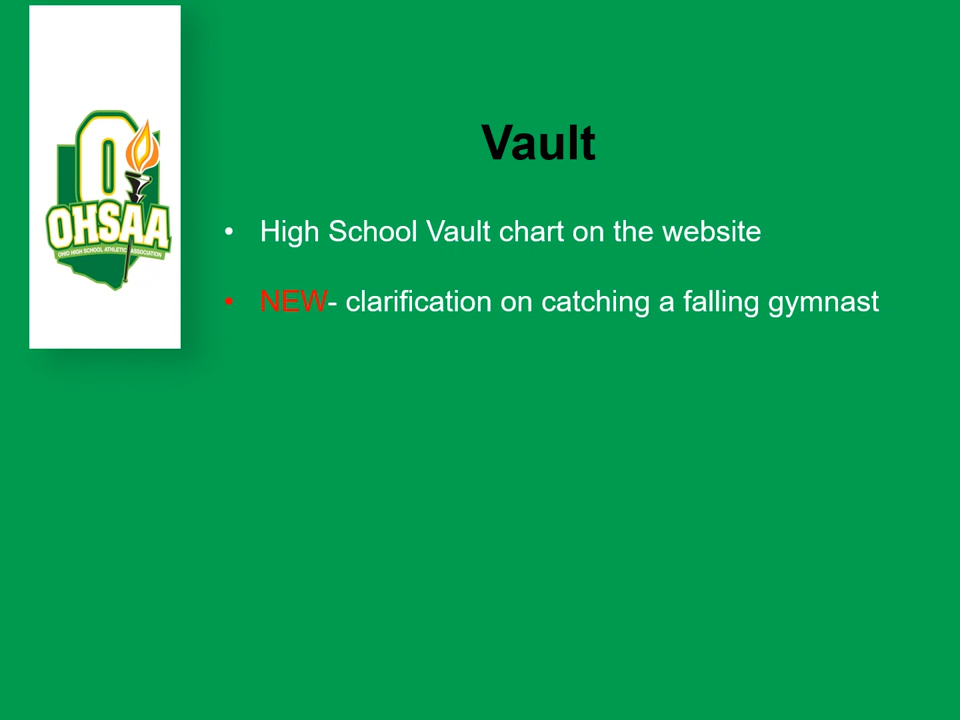 O
OHSAA
OHIO HIGH SCHOOL ATHLETIC ASSOCIATION
Vault
• High School Vault chart on the website
• NEW- clarification on catching a falling gymnast